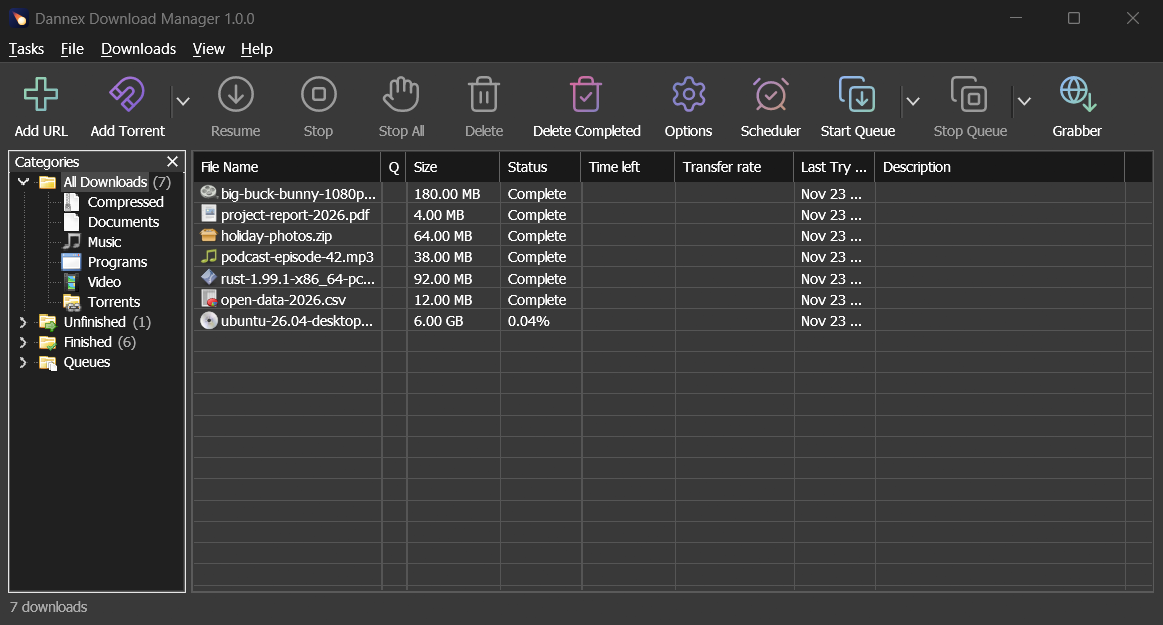 Dannex Download Manager 1.0.0
Tasks File Downloads View Help
Add URL Add Torrent Resume Stop Stop All Delete Delete Completed Options Scheduler Start Queue Stop Queue Grabber
Categories
All Downloads (7)
Compressed
Documents
Music
Programs
Video
Torrents
Unfinished (1)
Finished (6)
Queues
File Name Q Size Status Time left Transfer rate Last Try ... Description
big-buck-bunny-1080p... 180.00 MB Complete Nov 23 ...
project-report-2026.pdf 4.00 MB Complete Nov 23 ...
holiday-photos.zip 64.00 MB Complete Nov 23 ...
podcast-episode-42.mp3 38.00 MB Complete Nov 23 ...
rust-1.99.1-x86_64-pc... 92.00 MB Complete Nov 23 ...
open-data-2026.csv 12.00 MB Complete Nov 23 ...
ubuntu-26.04-desktop... 6.00 GB 0.04% Nov 23 ...
7 downloads